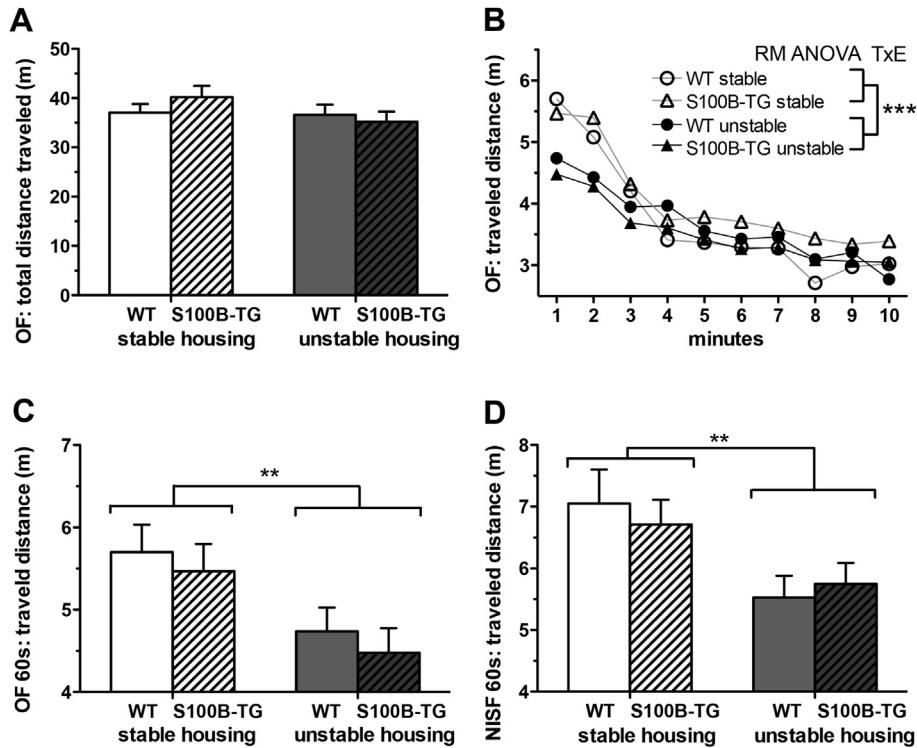 A
OF: total distance traveled (m)
50
40
30
20
10
0
WT S100B-TG
stable housing
WT S100B-TG
unstable housing
B
OF: traveled distance (m)
6
5
4
3
RM ANOVA TxE
WT stable
S100B-TG stable
WT unstable
S100B-TG unstable
***
1 2 3 4 5 6 7 8 9 10
minutes
C
OF 60s: traveld distance (m)
7
6
5
4
**
WT S100B-TG
stable housing
WT S100B-TG
unstable housing
D
NISF 60s: traveled distance (m)
8
7
6
5
4
**
WT S100B-TG
stable housing
WT S100B-TG
unstable housing